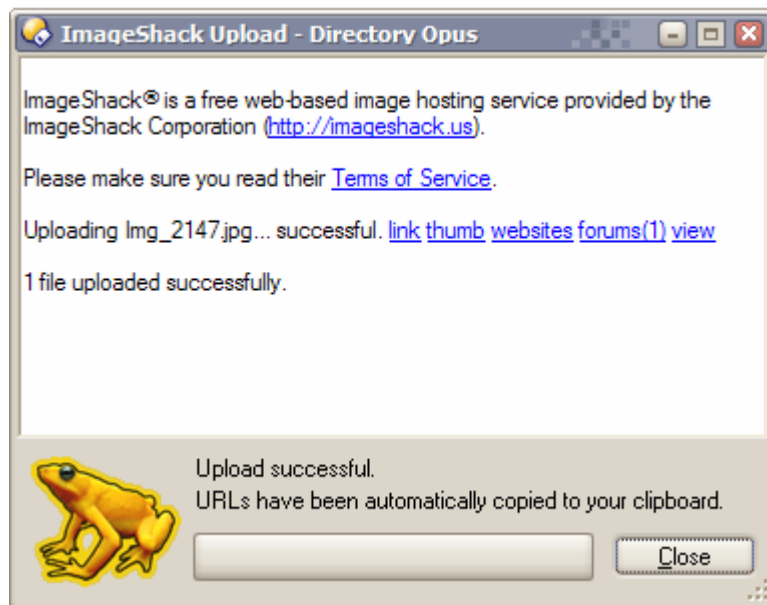 ImageShack Upload - Directory Opus
ImageShack® is a free web-based image hosting service provided by the
ImageShack Corporation (http://imageshack.us).
Please make sure you read their Terms of Service.
Uploading Img_2147.jpg... successful. link thumb websites forums(1) view
1 file uploaded successfully.
Upload successful.
URLs have been automatically copied to your clipboard.
Close